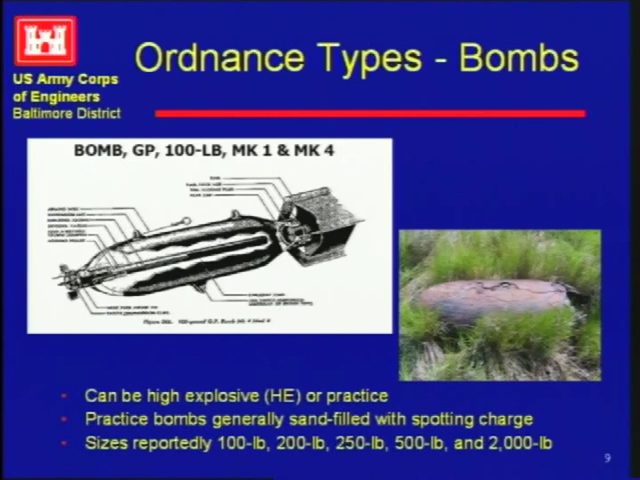 Ordnance Types - Bombs
US Army Corps
of Engineers
Baltimore District
BOMB, GP, 100-LB, MK 1 & MK 4
Can be high explosive (HE) or practice
Practice bombs generally sand-filled with spotting charge
Sizes reportedly 100-lb, 200-lb, 250-lb, 500-lb, and 2,000-lb
9